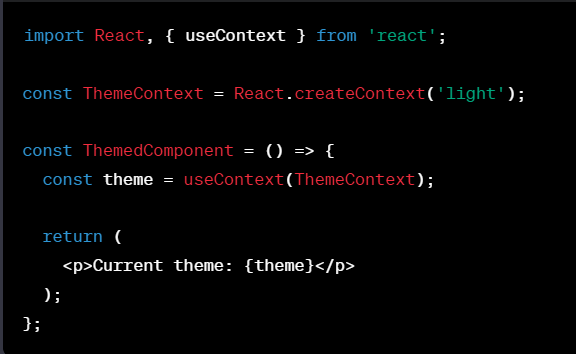 import React, { useContext } from 'react';
const ThemeContext = React.createContext('light');
const ThemedComponent = () => {
const theme = useContext(ThemeContext);
return (
<p>Current theme: {theme}</p>
);
};